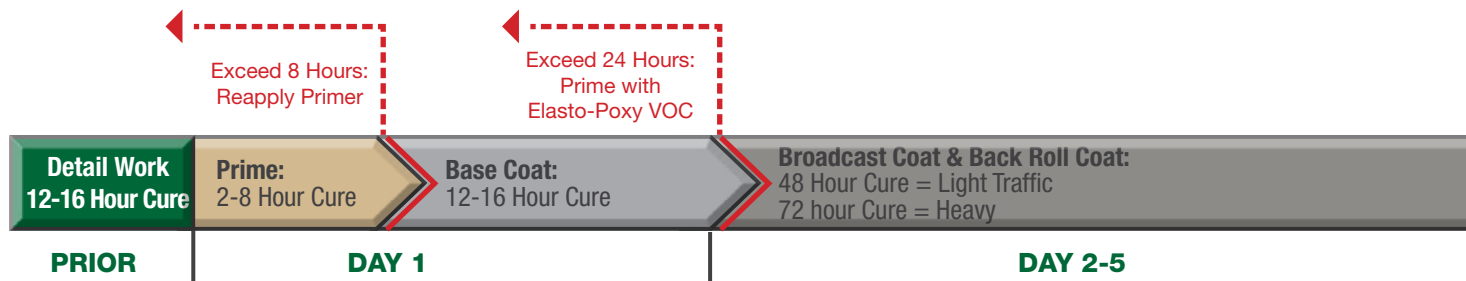 Exceed 8 Hours:
Reapply Primer
Exceed 24 Hours:
Prime with
Elasto-Poxy VOC
Detail Work
12-16 Hour Cure
Prime:
2-8 Hour Cure
Base Coat:
12-16 Hour Cure
Broadcast Coat & Back Roll Coat:
48 Hour Cure = Light Traffic
72 hour Cure = Heavy
PRIOR
DAY 1
DAY 2-5